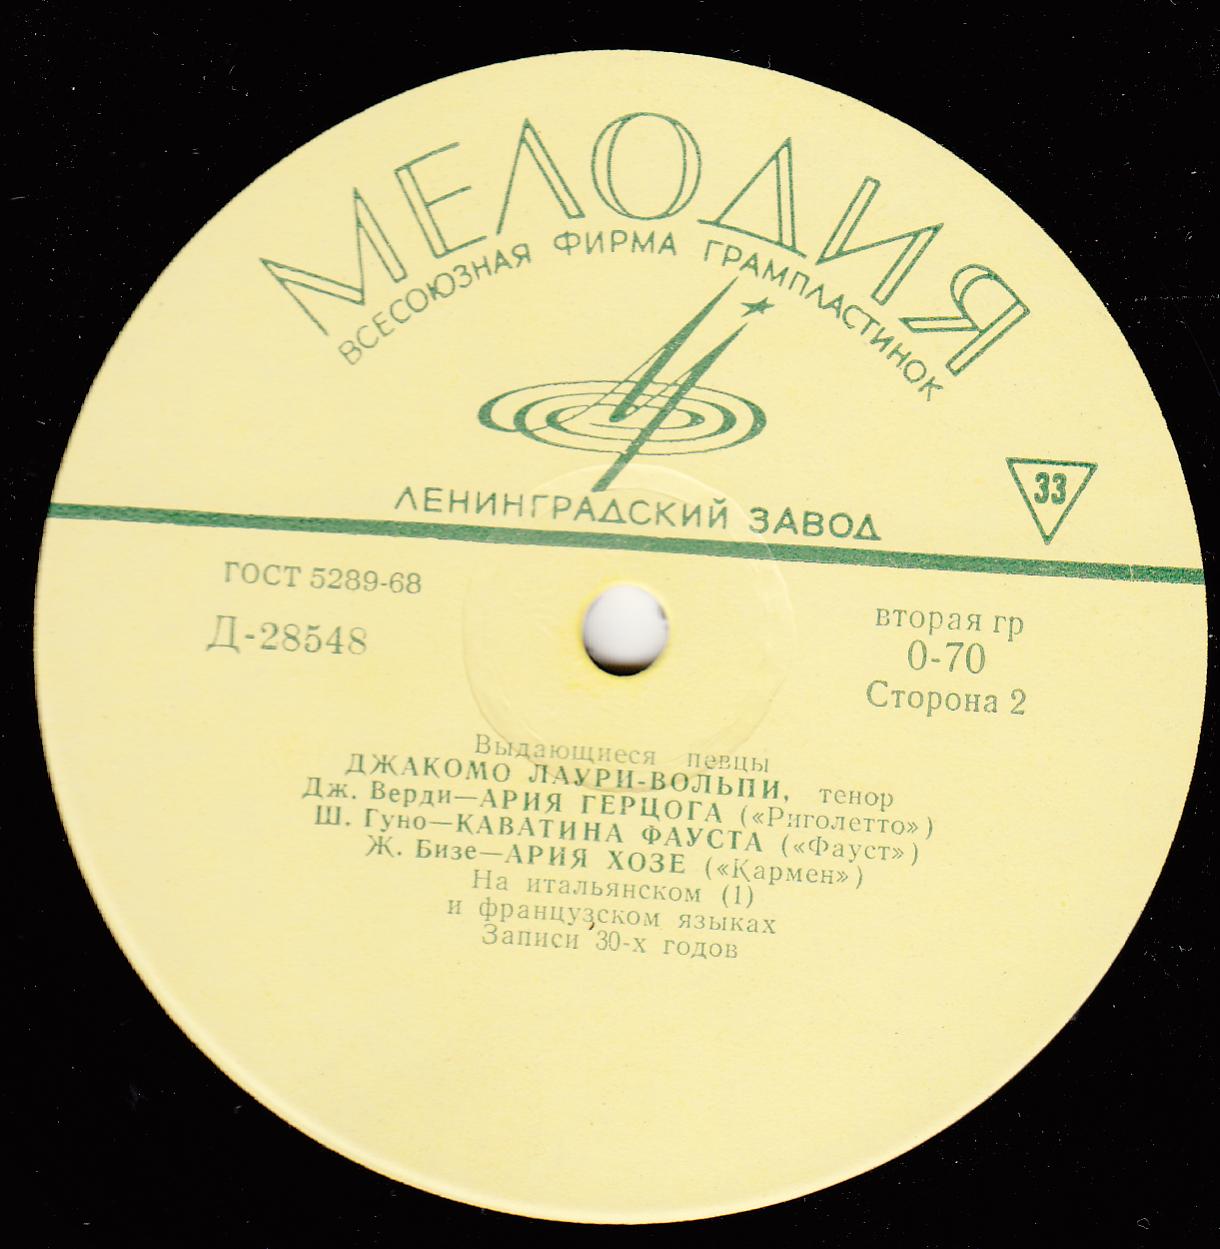 МЕЛОДИЯ
ВСЕСОЮЗНАЯ ФИРМА ГРАМПЛАСТИНОК
33
ЛЕНИНГРАДСКИЙ ЗАВОД
ГОСТ 5289-68
Д-28548
вторая гр
0-70
Сторона 2
Выдающиеся певцы
ДЖАКОМО ЛАУРИ-ВОЛЬПИ, тенор
Дж. Верди—АРИЯ ГЕРЦОГА («Риголетто»)
Ш. Гуно—КАВАТИНА ФАУСТА («Фауст»)
Ж. Бизе—АРИЯ ХОЗЕ («Кармен»)
На итальянском (1)
и французском языках
Записи 30-х годов